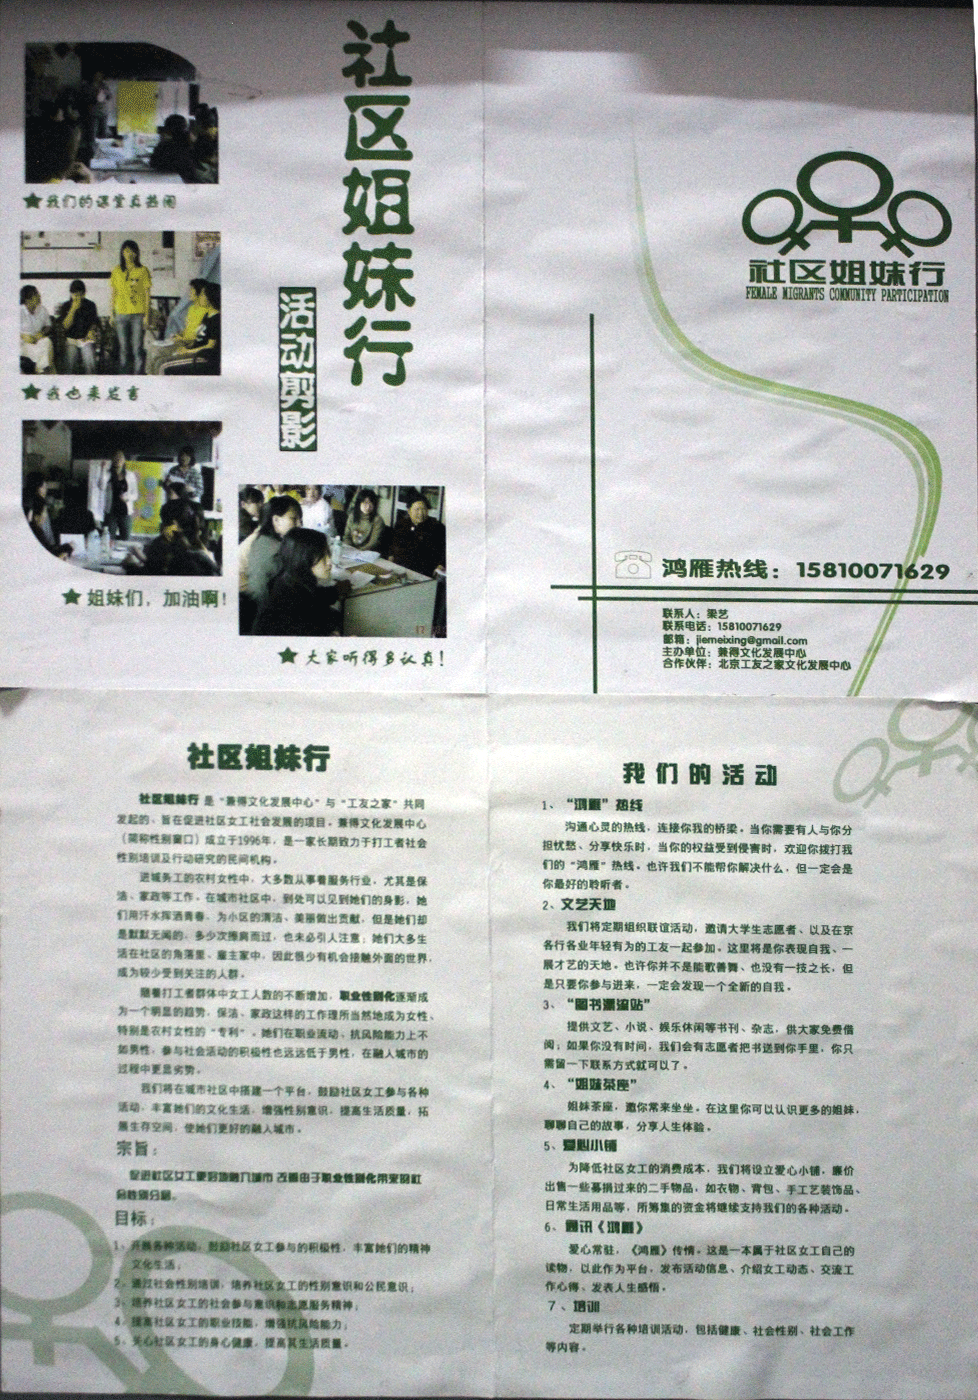 社区姐妹行
活动剪影
★我们的课堂真热闹
★我也来发言
★姐妹们，加油啊！
★大家听得多认真！
社区姐妹行
FEMALE MIGRANTS COMMUNITY PARTICIPATION
鸿雁热线：15810071629
联系人：梁艺
联系电话：15810071629
邮箱：jiemeixing@gmail.com
主办单位：兼得文化发展中心
合作伙伴：北京工友之家文化发展中心
社区姐妹行
社区姐妹行 是“兼得文化发展中心”与“工友之家”共同
发起的、旨在促进社区女工社会发展的项目。兼得文化发展中心
（简称性别窗口）成立于1996年，是一家长期致力于打工者社会
性别培训及行动研究的民间机构。
进城务工的农村女性中，大多数从事着服务行业，尤其是保
洁、家政等工作。在城市社区中，到处可以见到她们的身影，她
们用汗水挥洒青春，为小区的清洁、美丽做出贡献，但是她们却
是默默无闻的，多少次擦肩而过，也未必引人注意；她们大多生
活在社区的角落里、雇主家中，因此很少有机会接触外面的世界，
成为较少受到关注的人群。
随着打工者群体中女工人数的不断增加，职业性别化逐渐成
为一个明显的趋势，保洁、家政这样的工作理所当然地成为女性、
特别是农村女性的“专利”。她们在职业流动、抗风险能力上不
如男性，参与社会活动的积极性也远远低于男性，在融入城市的
过程中更显劣势。
我们将在城市社区中搭建一个平台，鼓励社区女工参与各种
活动，丰富她们的文化生活，增强性别意识，提高生活质量，拓
展生存空间，使她们更好的融入城市。
宗旨：
促进社区女工更好地融入城市 改善由于职业性别化带来的社
会性别分层。
目标：
1、开展各种活动，鼓励社区女工参与的积极性，丰富她们的精神
文化生活；
2、通过社会性别培训，培养社区女工的性别意识和公民意识；
3、培养社区女工的社会参与意识和志愿服务精神；
4、提高社区女工的职业技能，增强抗风险能力；
5、关心社区女工的身心健康，提高其生活质量。
我们的活动
1、“鸿雁”热线
沟通心灵的热线，连接你我的桥梁。当你需要有人与你分
担忧愁、分享快乐时，当你的权益受到侵害时，欢迎你拨打我
们的“鸿雁”热线。也许我们不能帮你解决什么，但一定会是
你最好的聆听者。
2、文艺天地
我们将定期组织联谊活动，邀请大学生志愿者、以及在京
各行各业年轻有为的工友一起参加。这里将是你表现自我、一
展才艺的天地。也许你并不是能歌善舞、也没有一技之长，但
是只要你参与进来，一定会发现一个全新的自我。
3、“图书漂流站”
提供文艺、小说、娱乐休闲等书刊、杂志，供大家免费借
阅；如果你没有时间，我们会有志愿者把书送到你手里，你只
需留一下联系方式就可以了。
4、“姐妹茶座”
姐妹茶座，邀你常来坐坐。在这里你可以认识更多的姐妹，
聊聊自己的故事，分享人生体验。
5、爱心小铺
为降低社区女工的消费成本，我们将设立爱心小铺，廉价
出售一些募捐过来的二手物品，如衣物、背包、手工艺装饰品、
日常生活用品等，所筹集的资金将继续支持我们的各种活动。
6、通讯《鸿雁》
爱心常驻，《鸿雁》传情。这是一本属于社区女工自己的
读物，以此作为平台，发布活动信息、介绍女工动态、交流工
作心得、发表人生感悟。
7、培训
定期举行各种培训活动，包括健康、社会性别、社会工作
等内容。